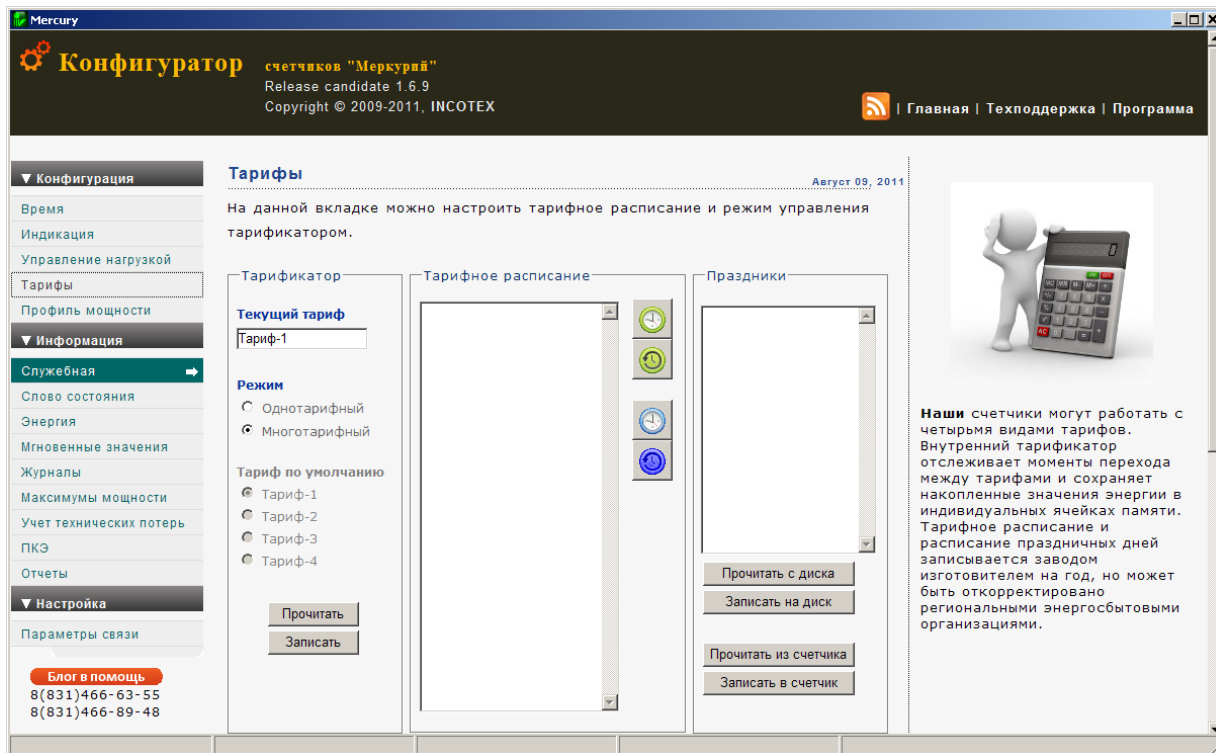 Mercury
Конфигуратор
счетчиков "Меркурий"
Release candidate 1.6.9
Copyright © 2009-2011, INCOTEX
| Главная | Техподдержка | Программа
▼ Конфигурация
Время
Индикация
Управление нагрузкой
Тарифы
Профиль мощности
▼ Информация
Служебная
Слово состояния
Энергия
Мгновенные значения
Журналы
Максимумы мощности
Учет технических потерь
ПКЭ
Отчеты
▼ Настройка
Параметры связи
Блог в помощь
8(831)466-63-55
8(831)466-89-48
Тарифы
Август 09, 2011
На данной вкладке можно настроить тарифное расписание и режим управления
тарификатором.
Тарификатор
Текущий тариф
Тариф-1
Режим
Однотарифный
Многотарифный
Тариф по умолчанию
Тариф-1
Тариф-2
Тариф-3
Тариф-4
Прочитать
Записать
Тарифное расписание
Праздники
Прочитать с диска
Записать на диск
Прочитать из счетчика
Записать в счетчик
Наши счетчики могут работать с
четырьмя видами тарифов.
Внутренний тарификатор
отслеживает моменты перехода
между тарифами и сохраняет
накопленные значения энергии в
индивидуальных ячейках памяти.
Тарифное расписание и
расписание праздничных дней
записывается заводом
изготовителем на год, но может
быть откорректировано
региональными энергосбытовыми
организациями.